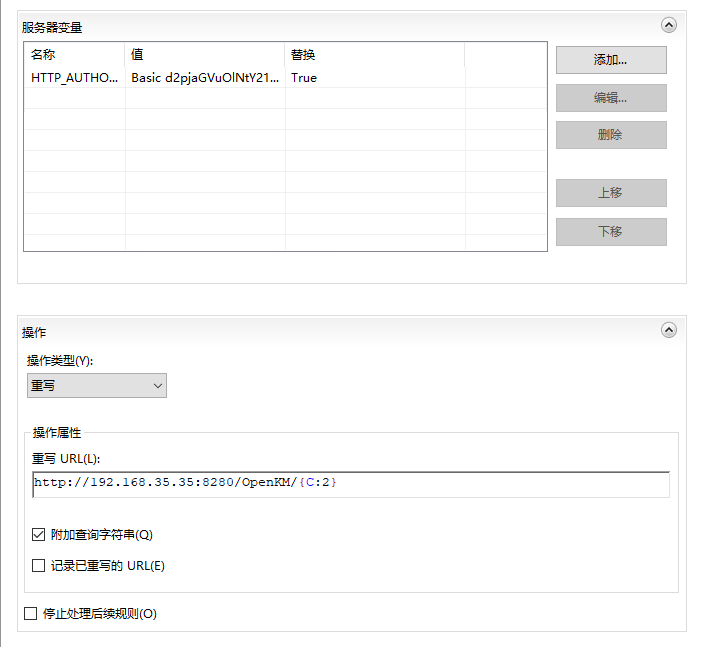 服务器变量
名称 值 替换
HTTP_AUTHO... Basic d2pjaGVuOlNtY21... True
添加...
编辑...
删除
上移
下移
操作
操作类型(Y):
重写
操作属性
重写 URL(L):
http://192.168.35.35:8280/OpenKM/{C:2}
附加查询字符串(Q)
记录已重写的 URL(E)
停止处理后续规则(O)